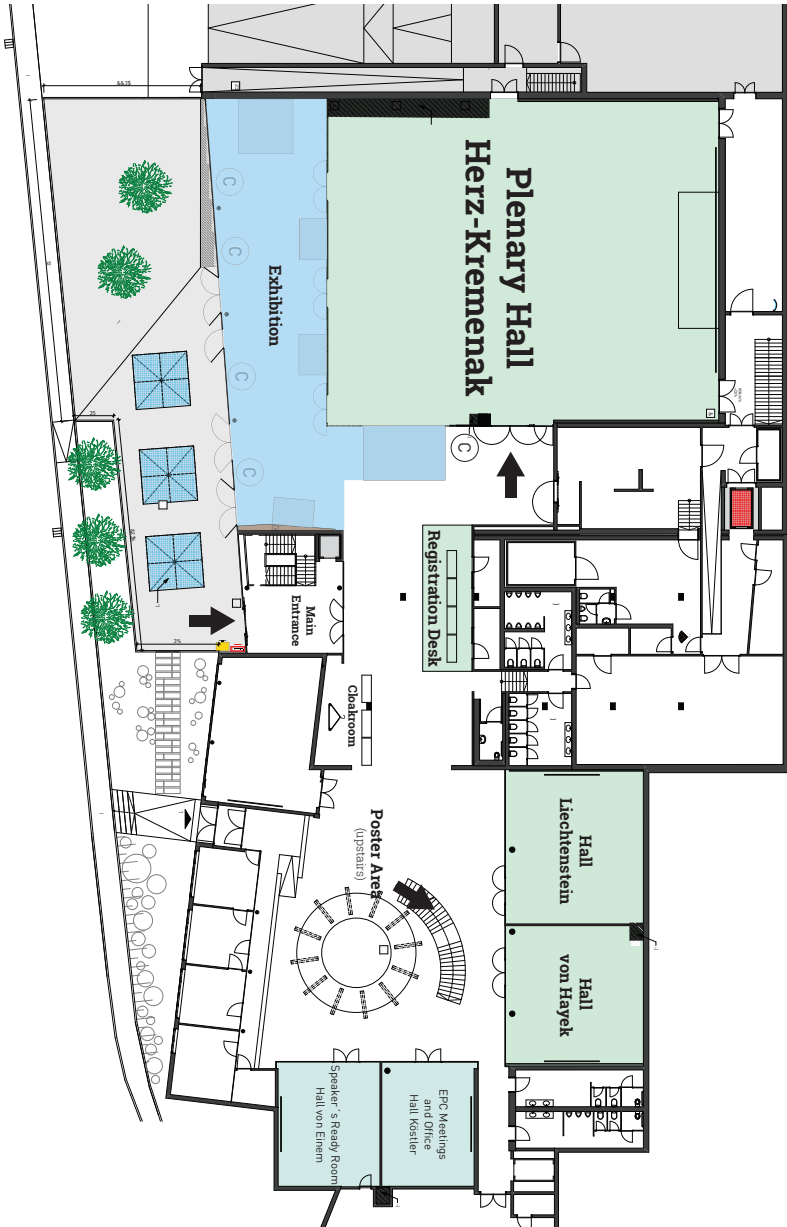 Plenary Hall
Herz-Kremenak
Exhibition
C
C
C
C
C
Registration Desk
Main
Entrance
Cloakroom
Poster Area
(upstairs)
Hall
Liechtenstein
Hall
von Hayek
EPC Meetings
and Office
Hall Köstler
Speaker´s Ready Room
Hall von Einem